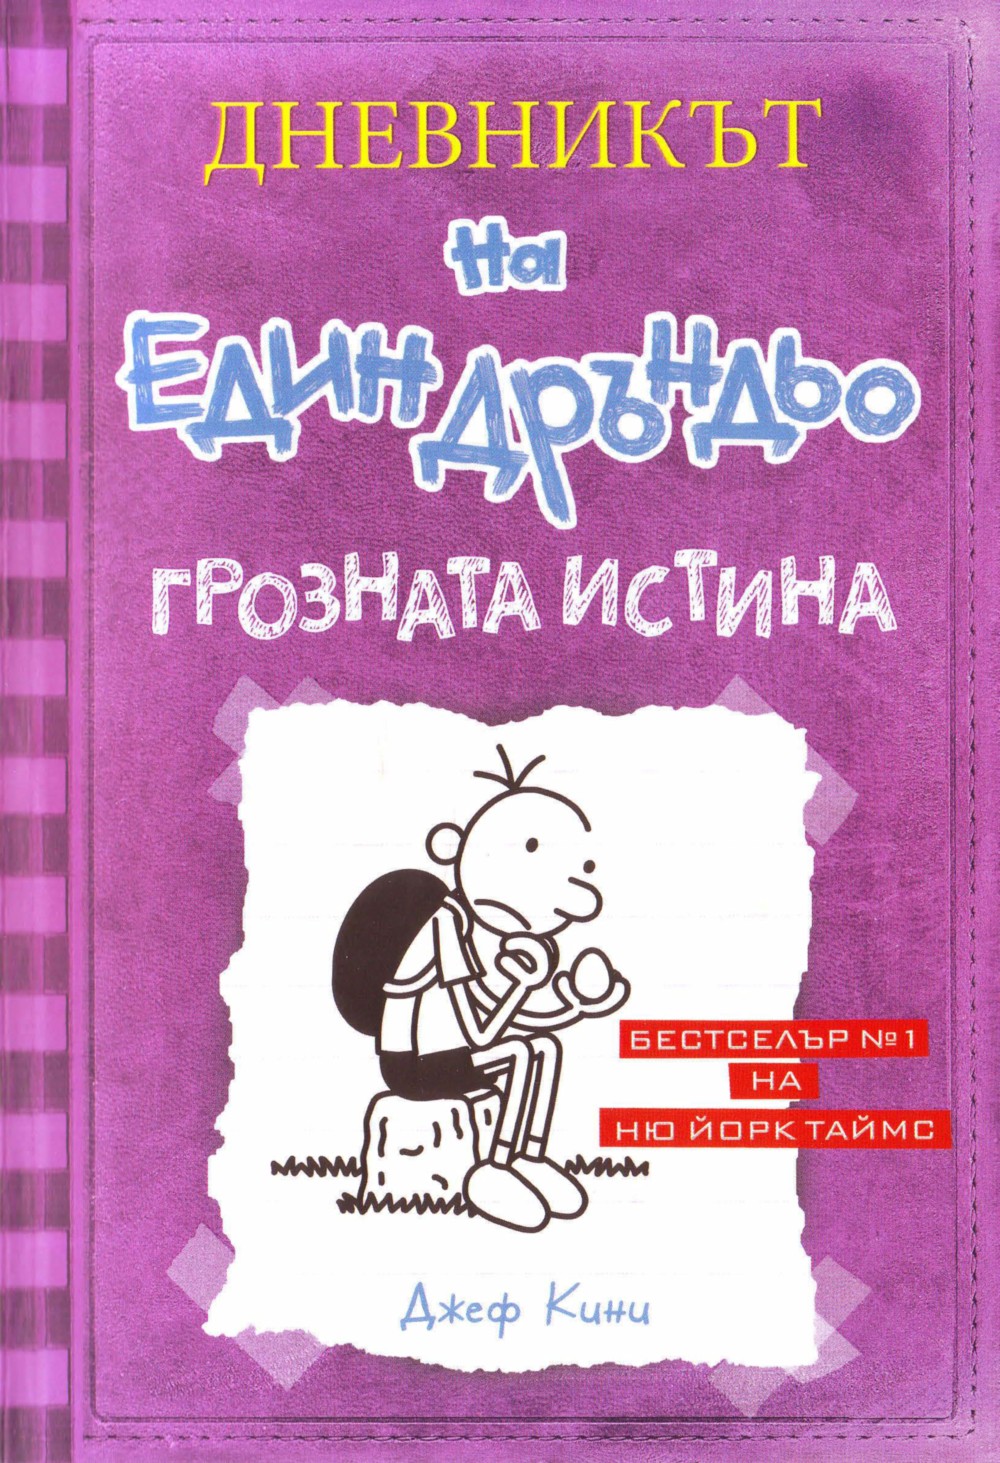 ДНЕВНИКЪТ
на
ЕДИН ДРЪНДЬО
ГРОЗНАТА ИСТИНА
БЕСТСЕЛЪР №1
НА
НЮ ЙОРК ТАЙМС
Джеф Кини